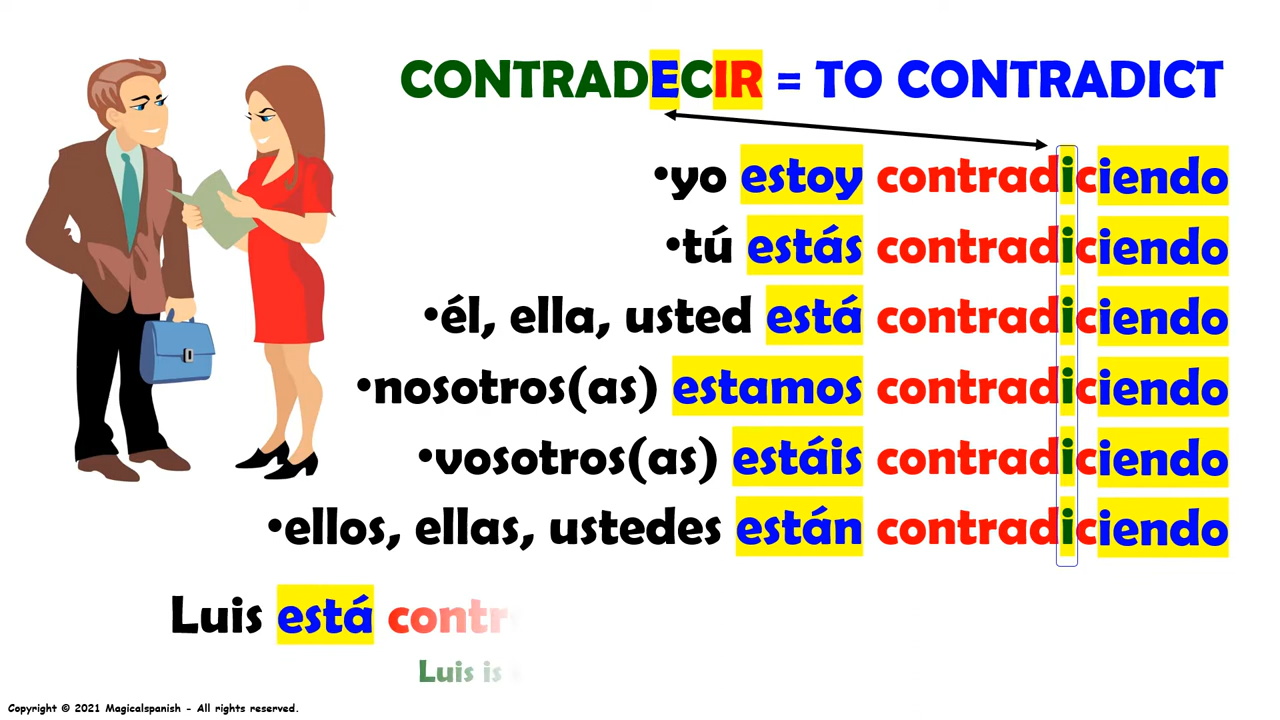 CONTRADECIR = TO CONTRADICT
•yo estoy contradiciendo
•tú estás contradiciendo
•él, ella, usted está contradiciendo
•nosotros(as) estamos contradiciendo
•vosotros(as) estáis contradiciendo
•ellos, ellas, ustedes están contradiciendo
Luis está
Luis is
Copyright © 2021 Magicalspanish - All rights reserved.